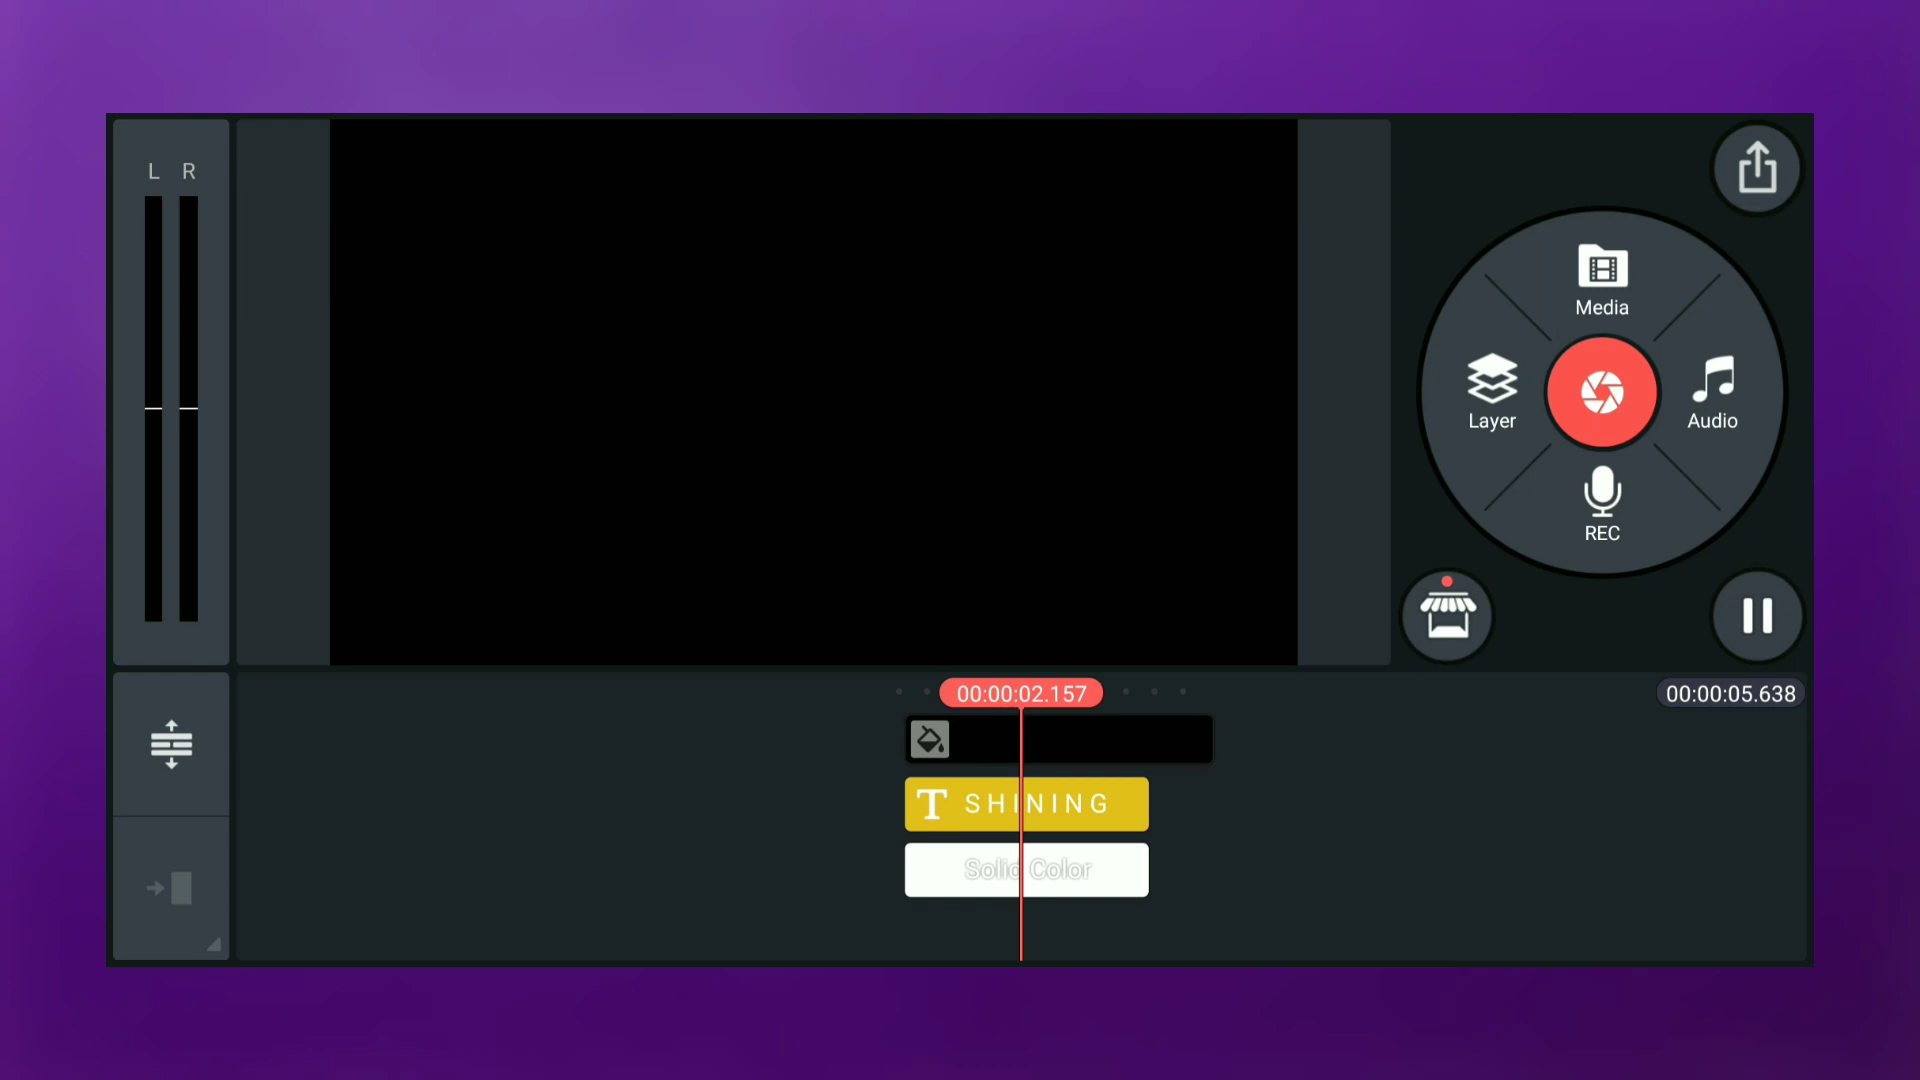 L R
Media
Layer
Audio
REC
00:00:02.157
00:00:05.638
T SHINING
Solid Color